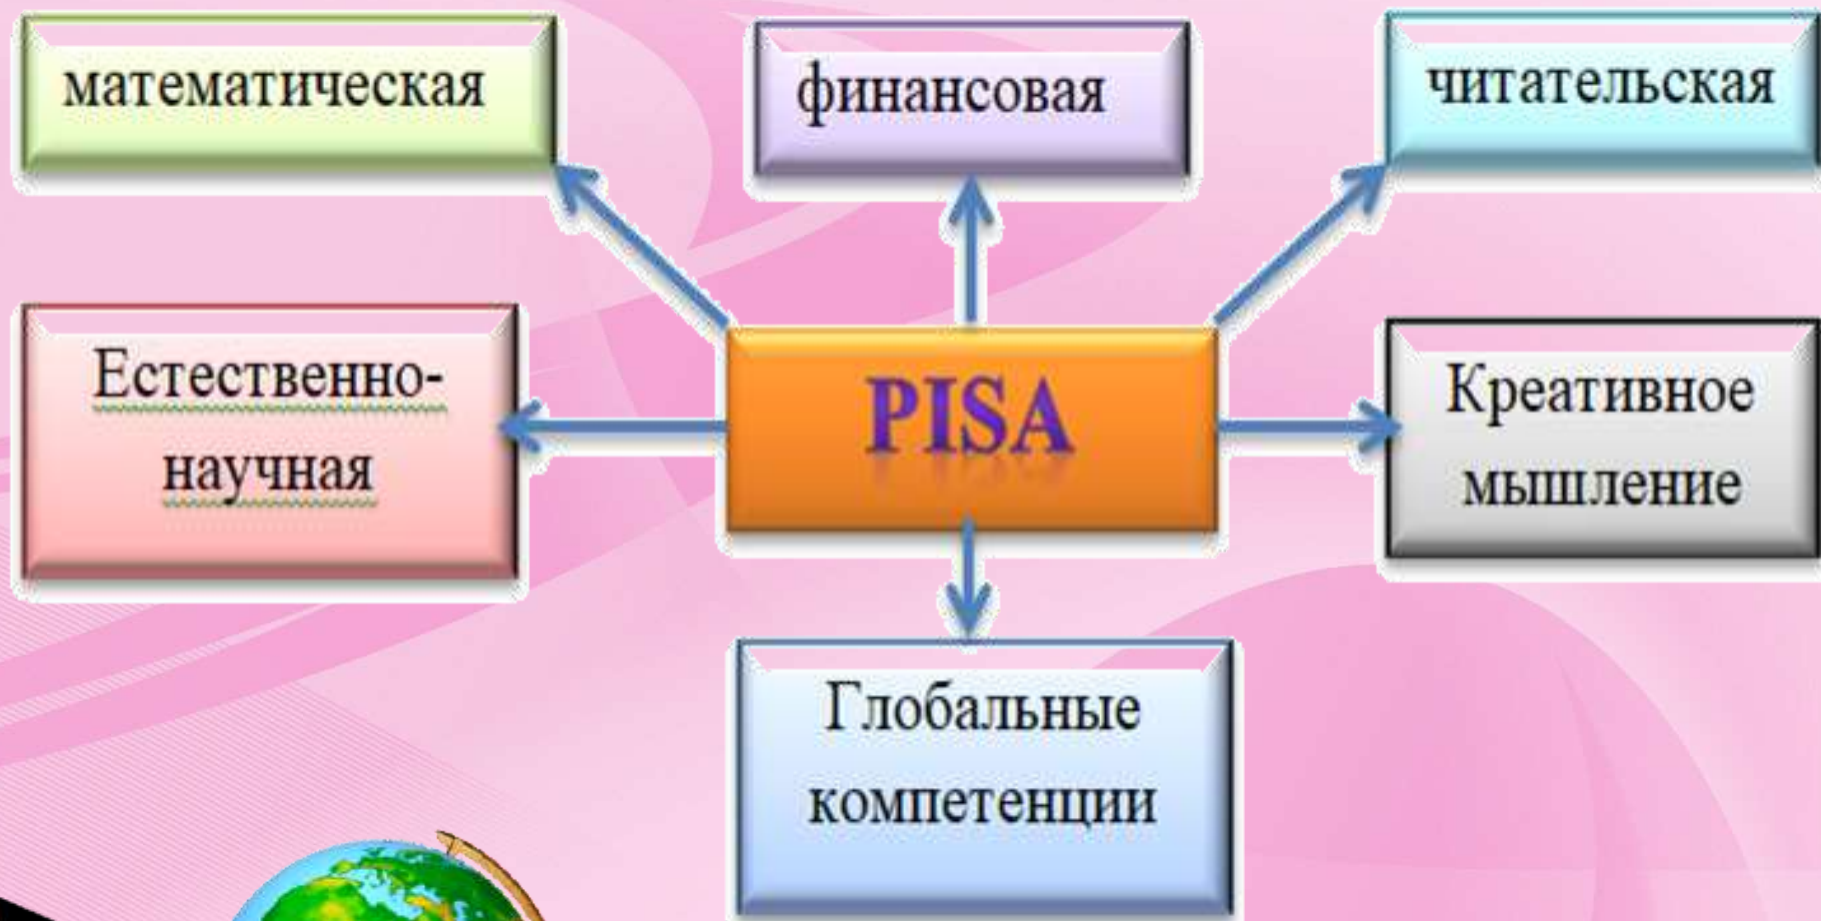 математическая
финансовая
читательская
Естественно-
научная
PISA
Креативное
мышление
Глобальные
компетенции